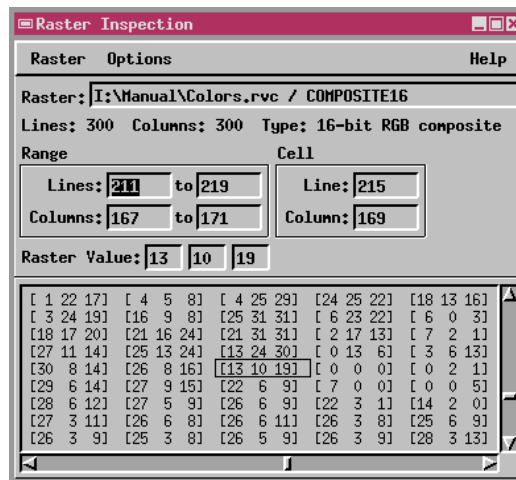 Raster Inspection
Raster Options Help
Raster: I:\Manual\Colors.rvc / COMPOSITE16
Lines: 300 Columns: 300 Type: 16-bit RGB composite
Range Cell
Lines: 211 to 219 Line: 215
Columns: 167 to 171 Column: 169
Raster Value: 13 10 19
[ 1 22 17] [ 4 5 8] [ 4 25 29] [24 25 22] [18 13 16]
[ 3 24 19] [16 9 8] [25 31 31] [ 6 23 22] [ 6 0 3]
[18 17 20] [21 16 24] [21 31 31] [ 2 17 13] [ 7 2 1]
[27 11 14] [25 13 24] [13 24 30] [ 0 13 6] [ 3 6 13]
[30 8 14] [26 8 16] [13 10 19] [ 0 0 0] [ 0 2 1]
[29 6 14] [27 9 15] [22 6 9] [ 7 0 0] [ 0 0 5]
[28 6 12] [27 5 9] [26 6 9] [22 3 1] [14 2 0]
[27 3 11] [26 6 8] [26 6 11] [26 3 8] [25 6 9]
[26 3 9] [25 3 8] [26 5 9] [26 3 9] [28 3 13]